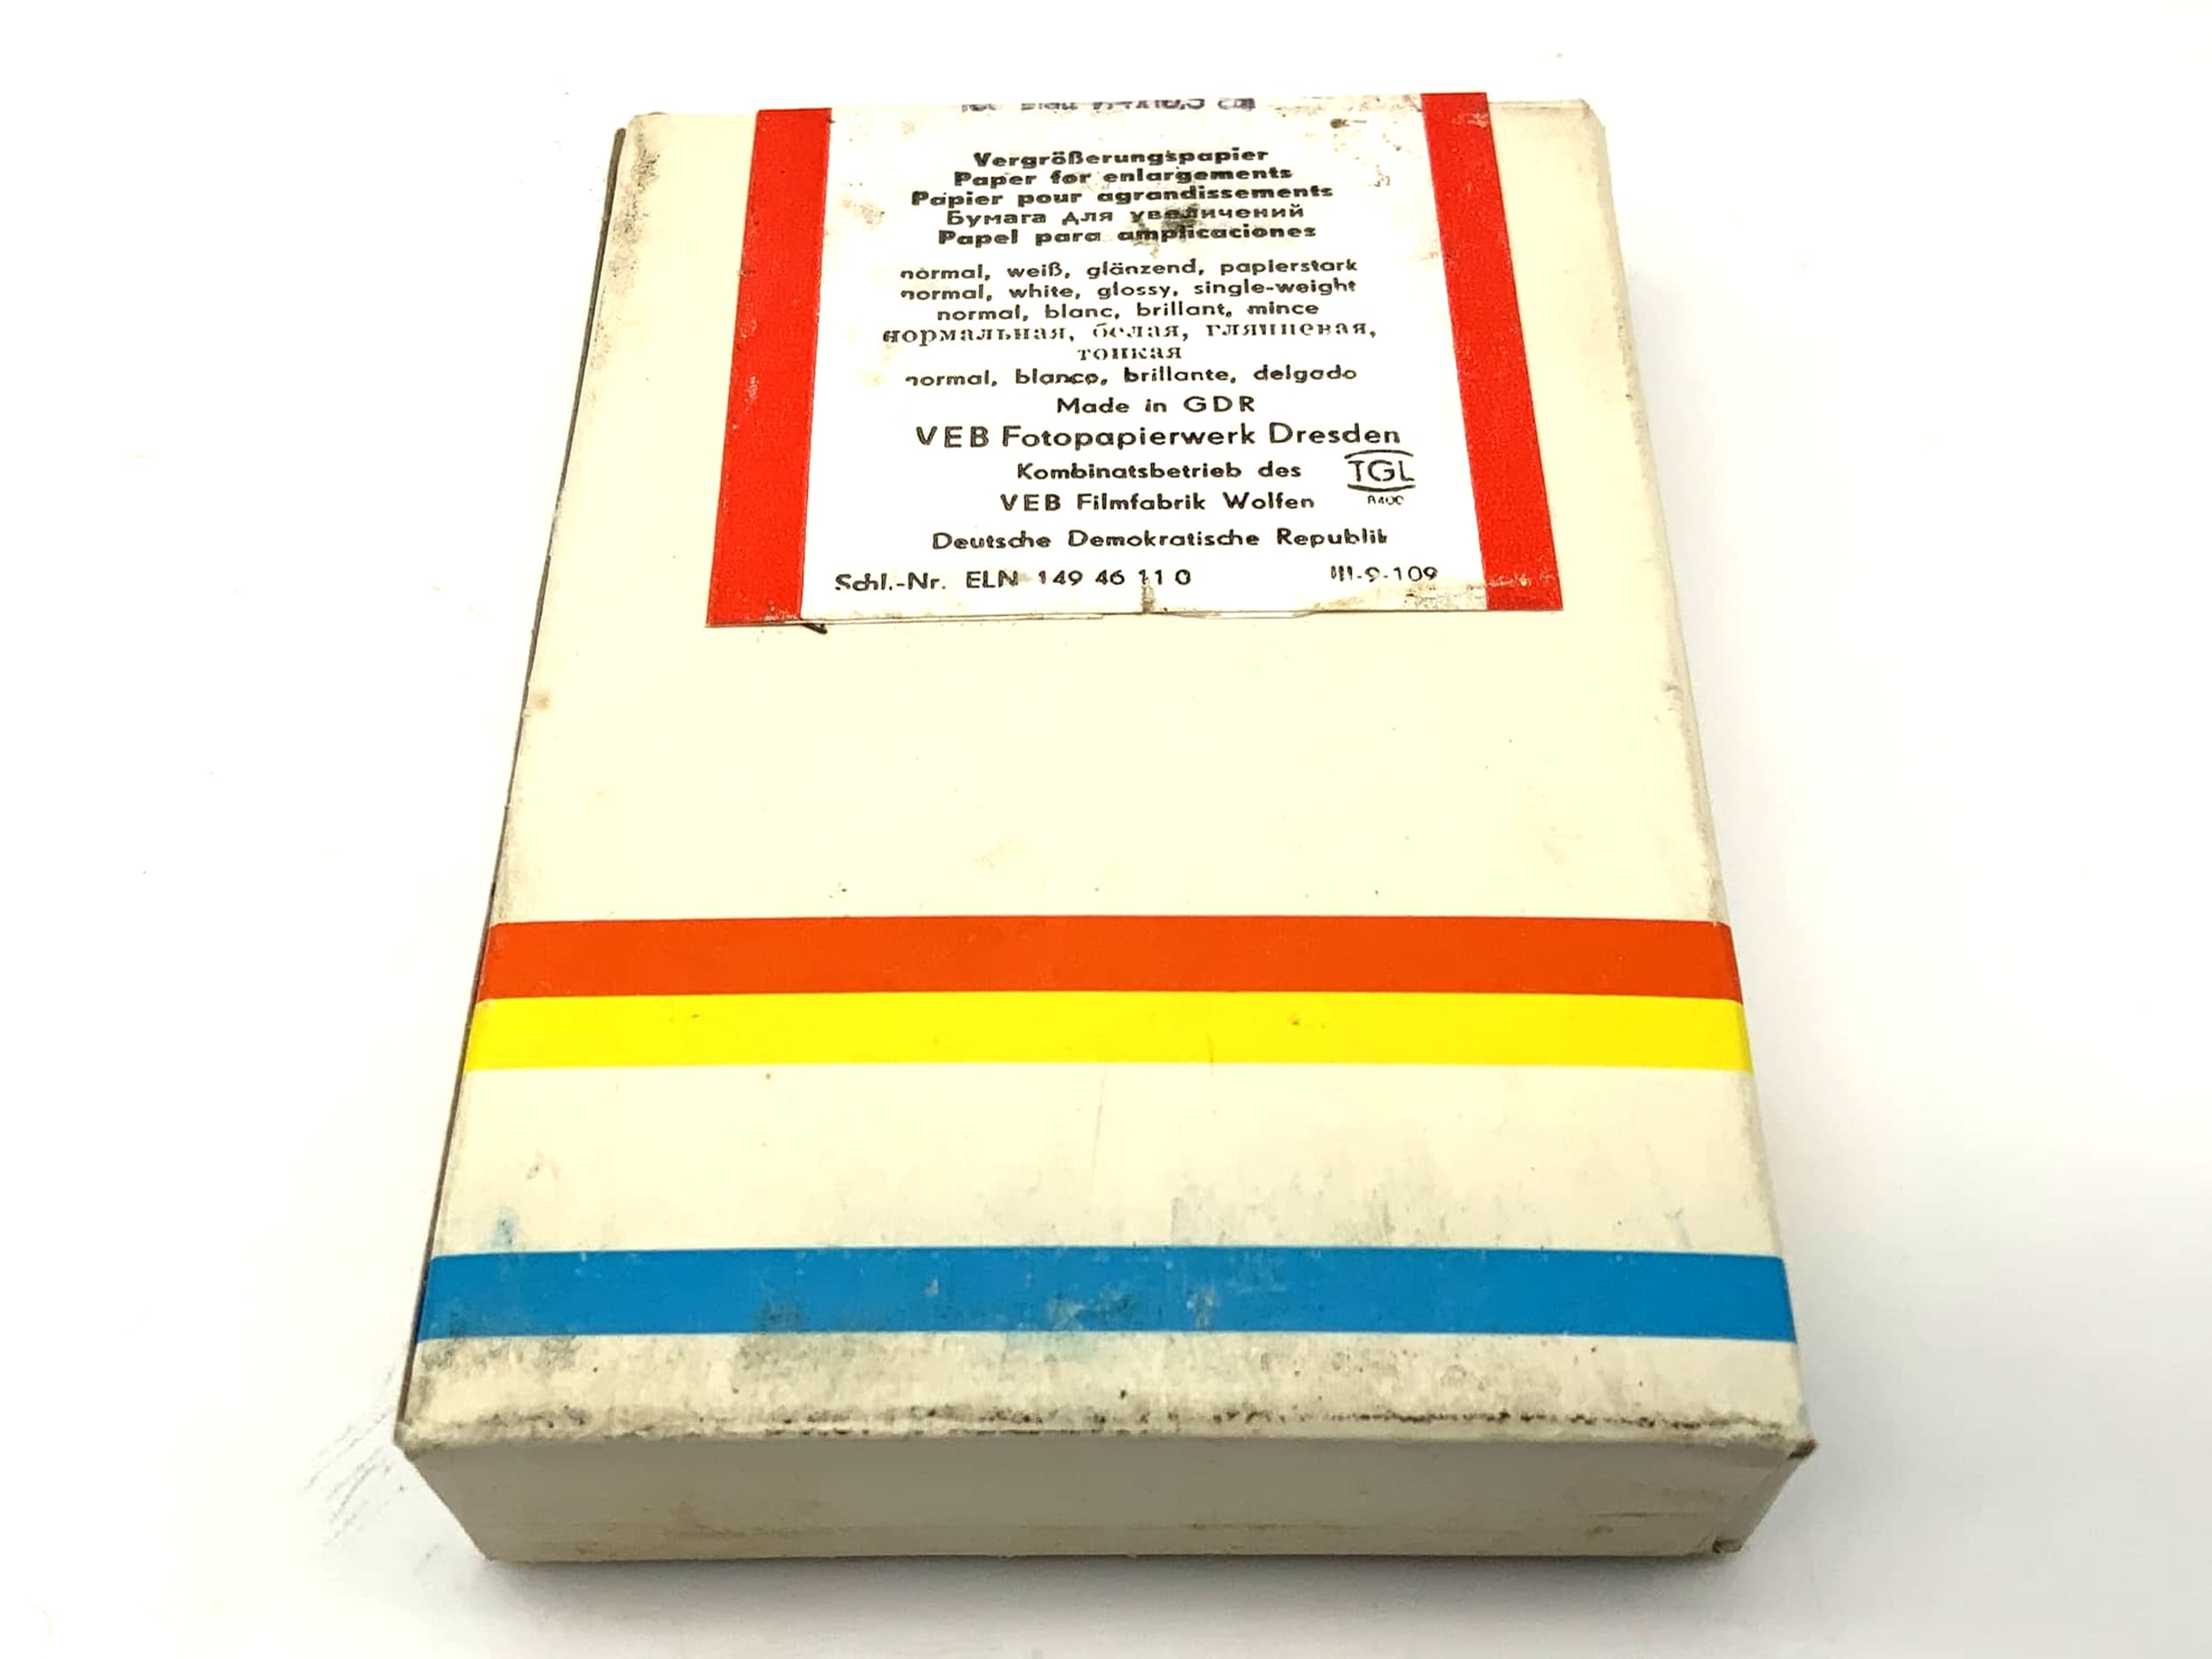 Vergrößerungspapier
Paper for enlargements
Papier pour agrandissements
Бумага для увеличений
Papel para amplicaciones
normal, weiß, glänzend, papierstark
normal, white, glossy, single-weight
normal, blanc, brillant, mince
нормальная, белая, глянцевая,
тонкая
normal, blanco, brillante, delgado
Made in GDR
VEB Fotopapierwerk Dresden
Kombinatsbetrieb des
TGL
VEB Filmfabrik Wolfen
Deutsche Demokratische Republik
Schl.-Nr. ELN 149 46 11 0
III-9-109